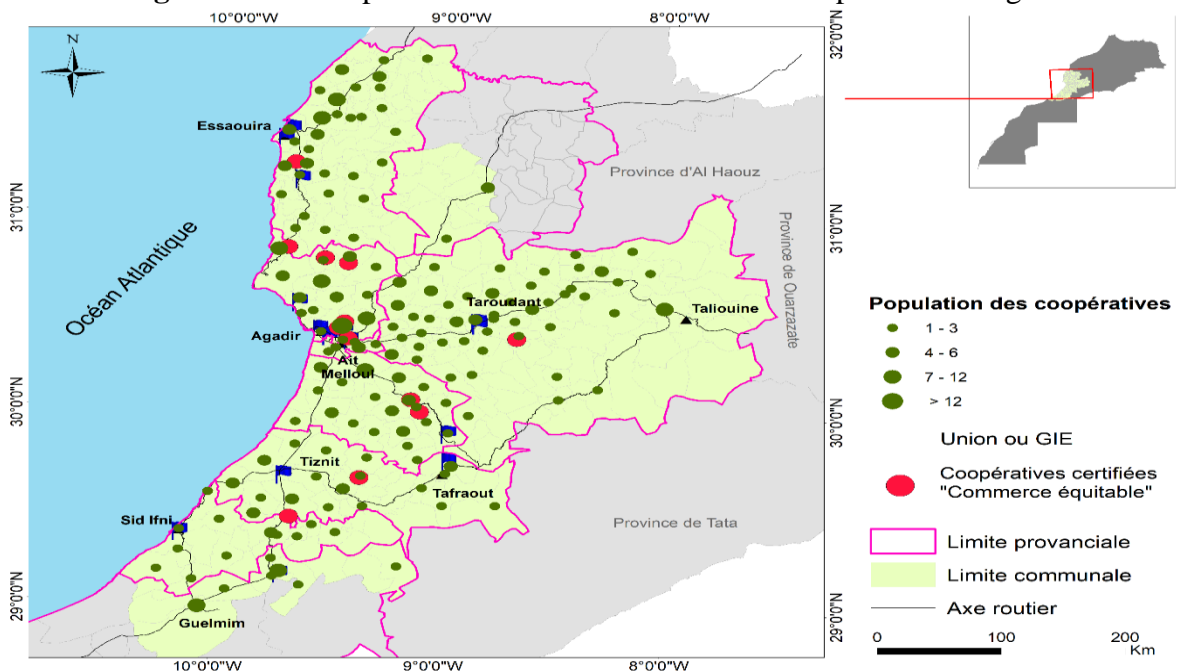 10°0'0"W 9°0'0"W 8°0'0"W
N
32°0'0"N
Essaouira
Province d'Al Haouz
31°0'0"N
31°0'0"N
Océan Atlantique
Province de Ouarzazate
Taroudant
Taliouine
Agadir
Ait
Melloul
30°0'0"N
30°0'0"N
Tiznit
Tafraout
Sid Ifni
Province de Tata
29°0'0"N
29°0'0"N
Guelmim
10°0'0"W 9°0'0"W 8°0'0"W
Population des coopératives
1 - 3
4 - 6
7 - 12
> 12
Union ou GIE
Coopératives certifiées
"Commerce équitable"
Limite provanciale
Limite communale
Axe routier
0 100 200
Km